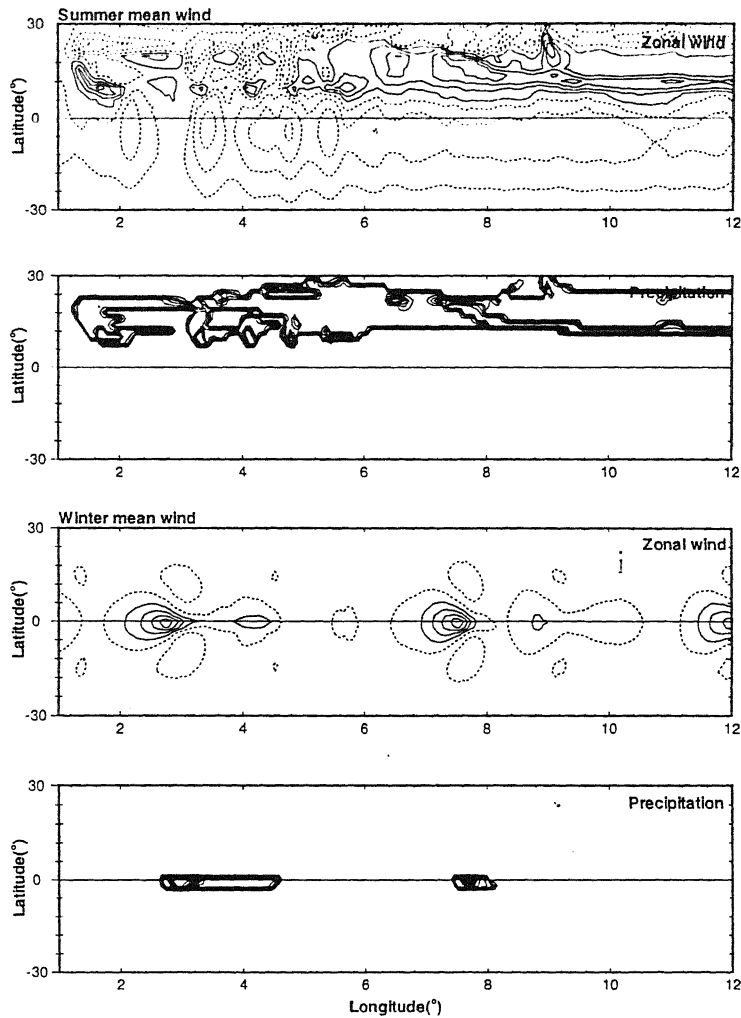 Summer mean wind
30
Zonal wind
Latitude(°)
0
-30
2 4 6 8 10 12
30
Precipitation
Latitude(°)
0
-30
2 4 6 8 10 12
Winter mean wind
30
Zonal wind
Latitude(°)
0
-30
2 4 6 8 10 12
30
Precipitation
Latitude(°)
0
-30
2 4 6 8 10 12
Longitude(°)